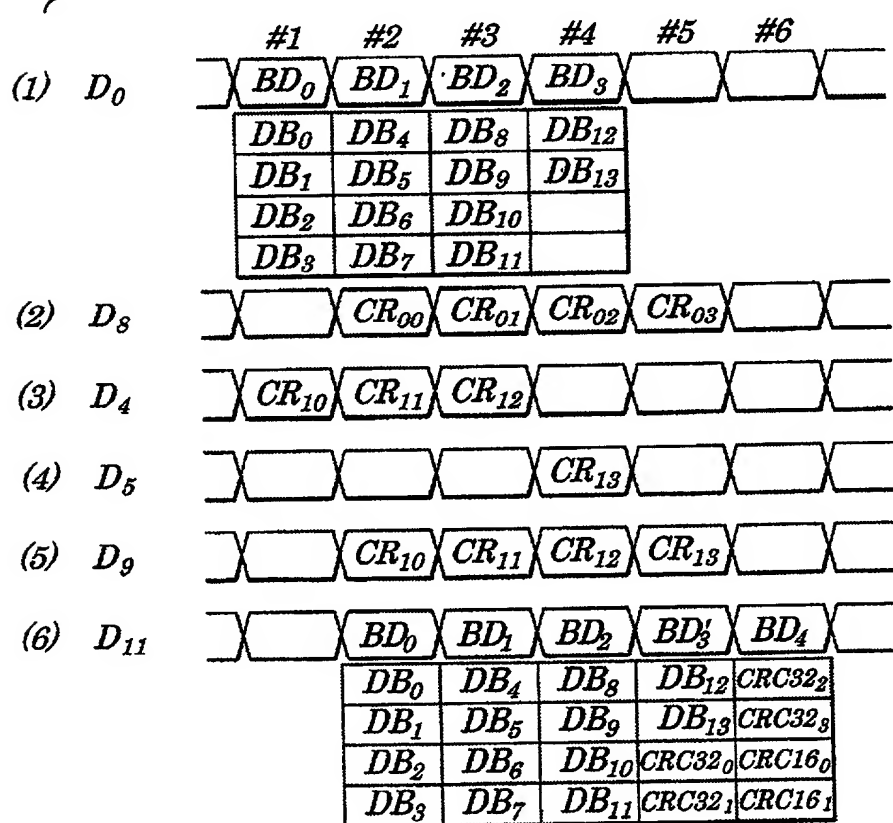 #1 #2 #3 #4 #5 #6
(1) D₀ BD₀ BD₁ BD₂ BD₃
DB₀ DB₄ DB₈ DB₁₂
DB₁ DB₅ DB₉ DB₁₃
DB₂ DB₆ DB₁₀
DB₃ DB₇ DB₁₁
(2) D₈ CR₀₀ CR₀₁ CR₀₂ CR₀₃
(3) D₄ CR₁₀ CR₁₁ CR₁₂
(4) D₅ CR₁₃
(5) D₉ CR₁₀ CR₁₁ CR₁₂ CR₁₃
(6) D₁₁ BD₀ BD₁ BD₂ BD₃' BD₄
DB₀ DB₄ DB₈ DB₁₂ CRC32₂
DB₁ DB₅ DB₉ DB₁₃ CRC32₃
DB₂ DB₆ DB₁₀ CRC32₀ CRC16₀
DB₃ DB₇ DB₁₁ CRC32₁ CRC16₁